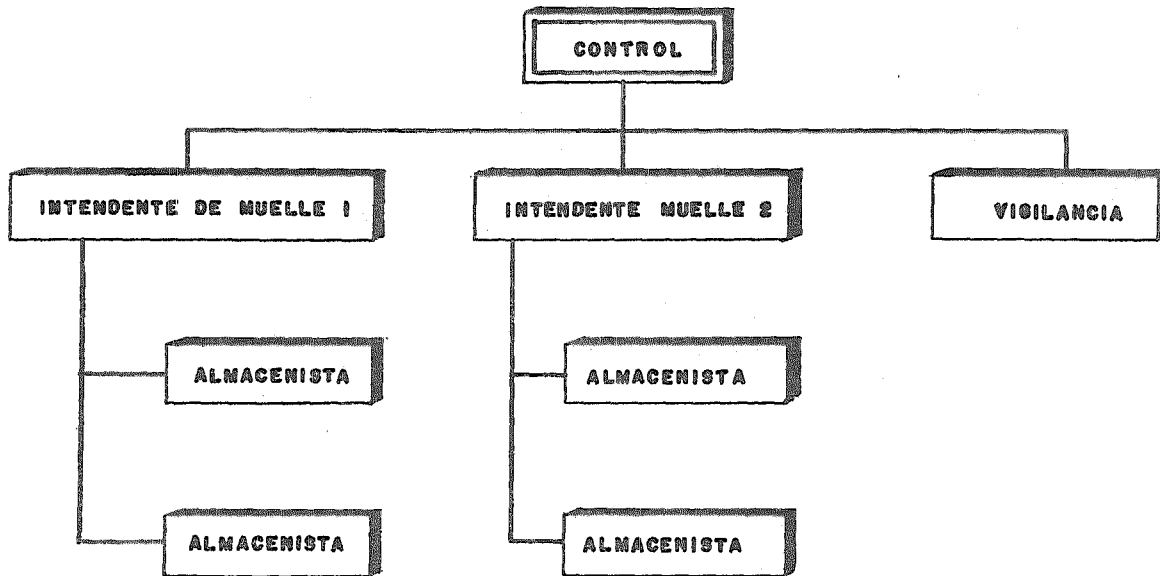 CONTROL
INTENDENTE DE MUELLE 1
INTENDENTE MUELLE 2
VIGILANCIA
ALMACENISTA
ALMACENISTA
ALMACENISTA
ALMACENISTA